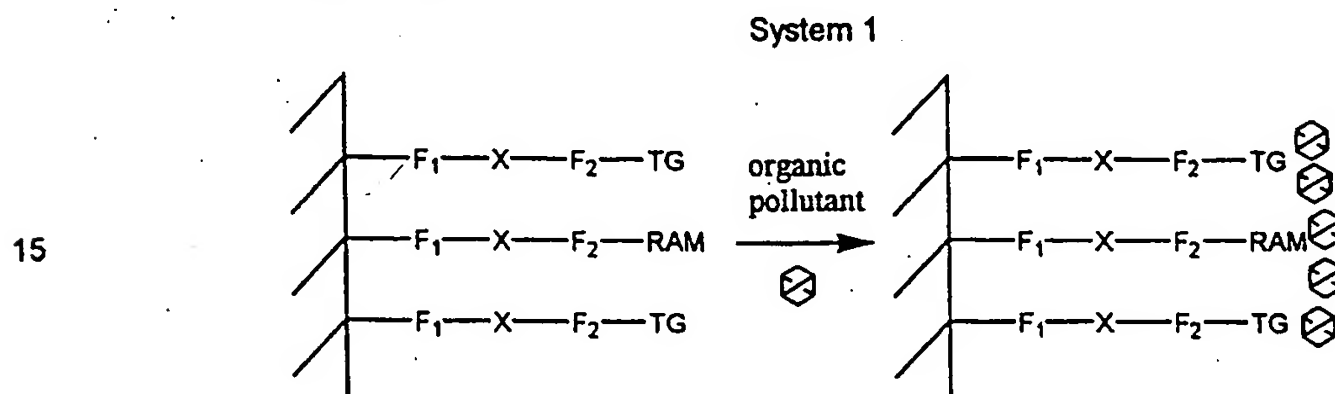 System 1
F₁—X—F₂—TG
organic
pollutant
F₁—X—F₂—TG
15
F₁—X—F₂—RAM
F₁—X—F₂—RAM
F₁—X—F₂—TG
F₁—X—F₂—TG